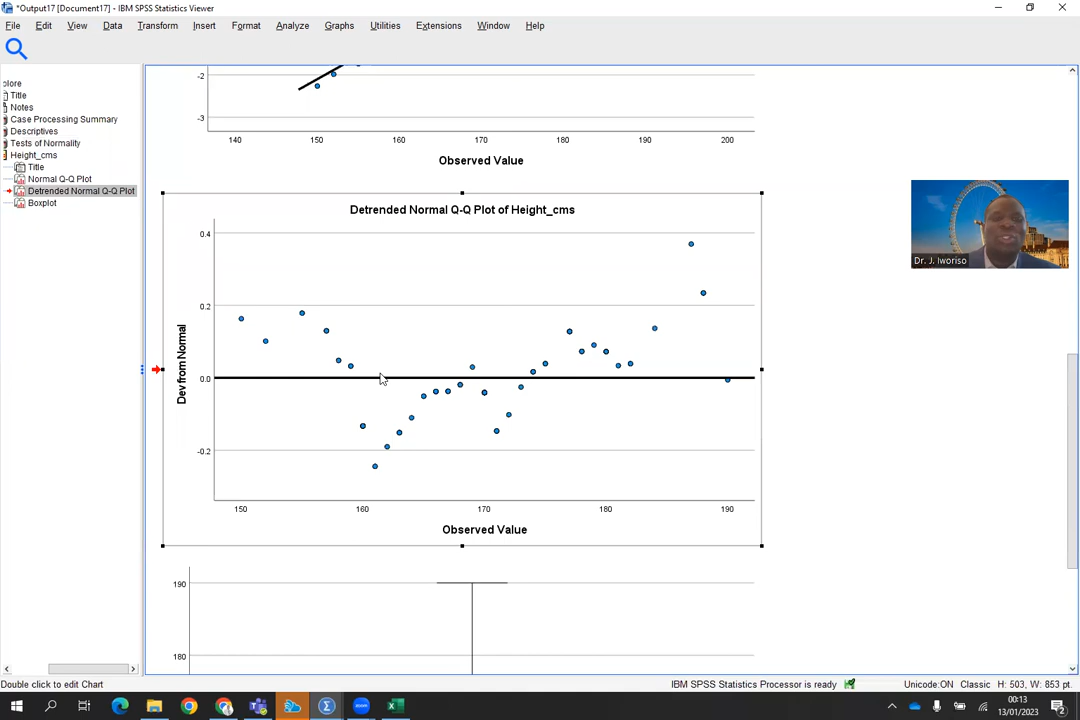 *Output17 [Document17] - IBM SPSS Statistics Viewer
File Edit View Data Transform Insert Format Analyze Graphs Utilities Extensions Window Help
plore
Title
Notes
Case Processing Summary
Descriptives
Tests of Normality
Height_cms
Title
Normal Q-Q Plot
Detrended Normal Q-Q Plot
Boxplot
-2
-3
140 150 160 170 180 190 200
Observed Value
Detrended Normal Q-Q Plot of Height_cms
Dev from Normal
0.4
0.2
0.0
-0.2
150 160 170 180 190
Observed Value
190
180
Dr. J. Iworiso
Double click to edit Chart
IBM SPSS Statistics Processor is ready
Unicode:ON Classic H: 503, W: 853 pt.
00:13
13/01/2023
2